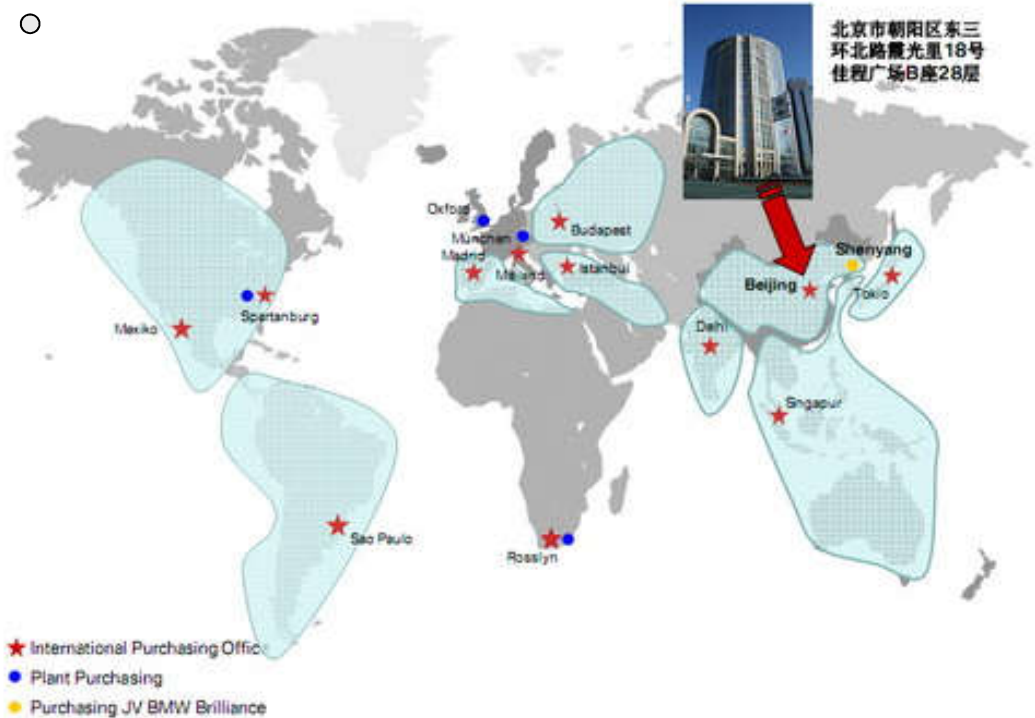 北京市朝阳区东三
环北路霞光里18号
佳程广场B座28层
Oxford
München
Budapest
Madrid
Mailand
Istanbul
Shenyang
Beijing
Tokio
Spartanburg
Mexiko
Delhi
Singapur
Sao Paulo
Rosslyn
International Purchasing Office
Plant Purchasing
Purchasing JV BMW Brilliance